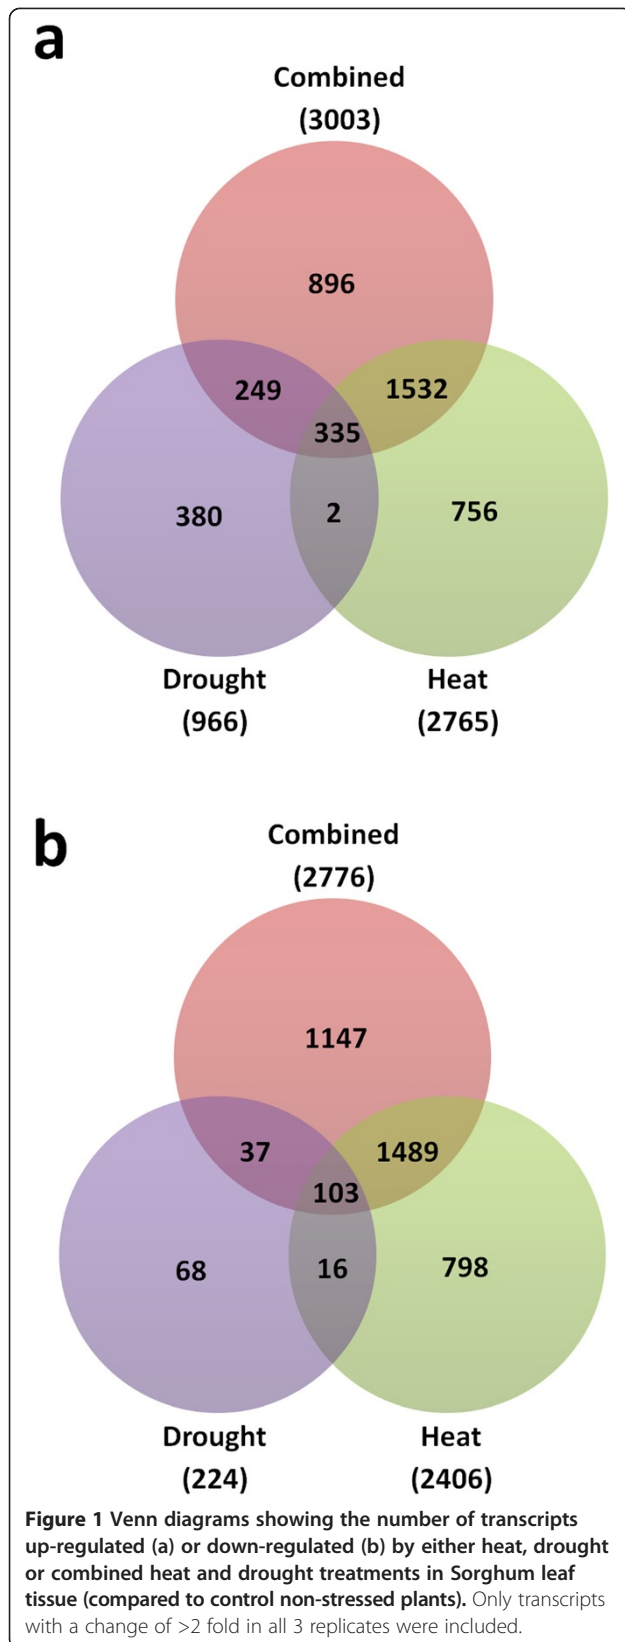 a
Combined
(3003)
896
249
1532
335
380
2
756
Drought
Heat
(966)
(2765)
b
Combined
(2776)
1147
37
1489
103
68
16
798
Drought
Heat
(224)
(2406)
Figure 1 Venn diagrams showing the number of transcripts
up-regulated (a) or down-regulated (b) by either heat, drought
or combined heat and drought treatments in Sorghum leaf
tissue (compared to control non-stressed plants). Only transcripts
with a change of >2 fold in all 3 replicates were included.